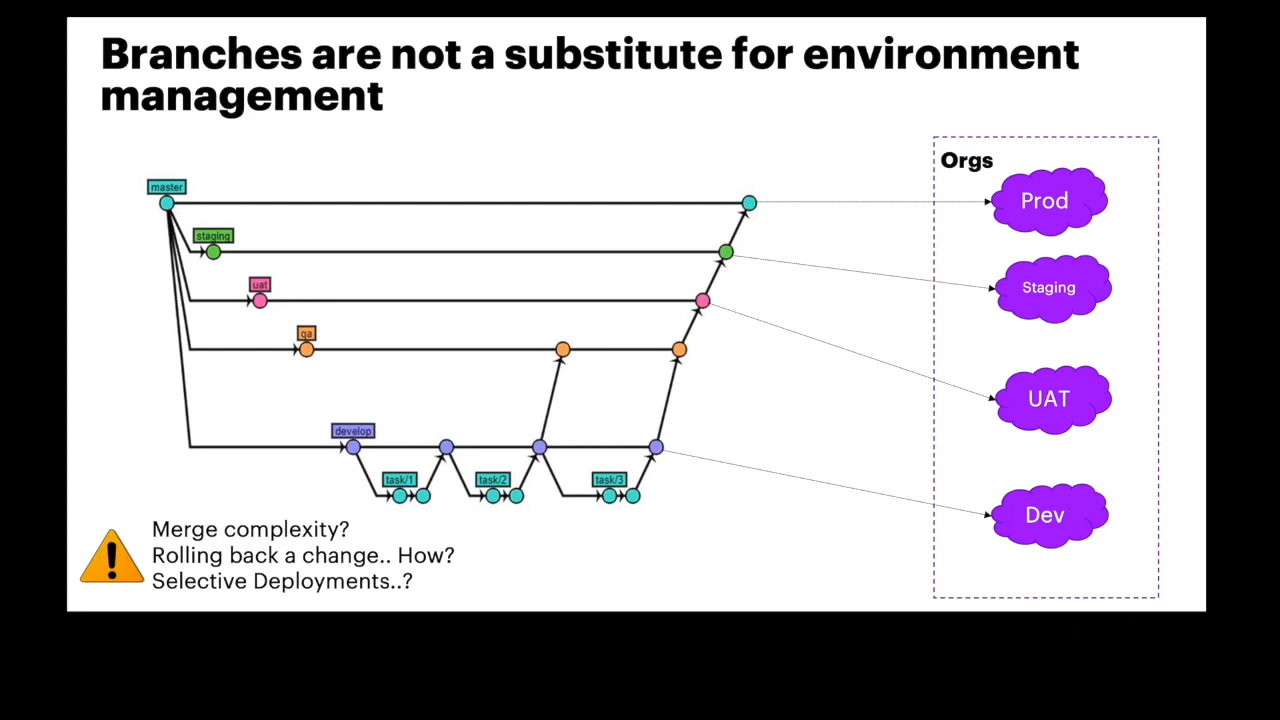 Branches are not a substitute for environment
management
Orgs
master
Prod
staging
Staging
uat
qa
UAT
develop
task/1
task/2
task/3
Dev
Merge complexity?
Rolling back a change.. How?
Selective Deployments..?